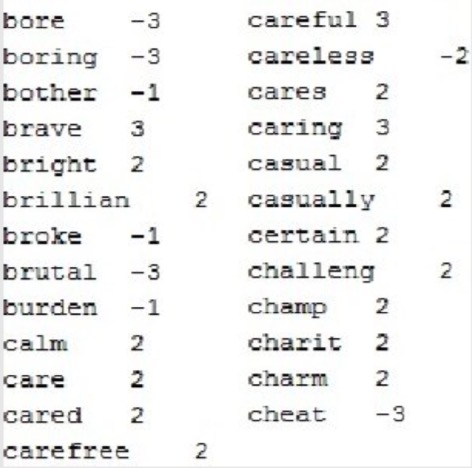 bore -3
boring -3
bother -1
brave 3
bright 2
brillian 2
broke -1
brutal -3
burden -1
calm 2
care 2
cared 2
carefree 2
careful 3
careless -2
cares 2
caring 3
casual 2
casually 2
certain 2
challeng 2
champ 2
charit 2
charm 2
cheat -3